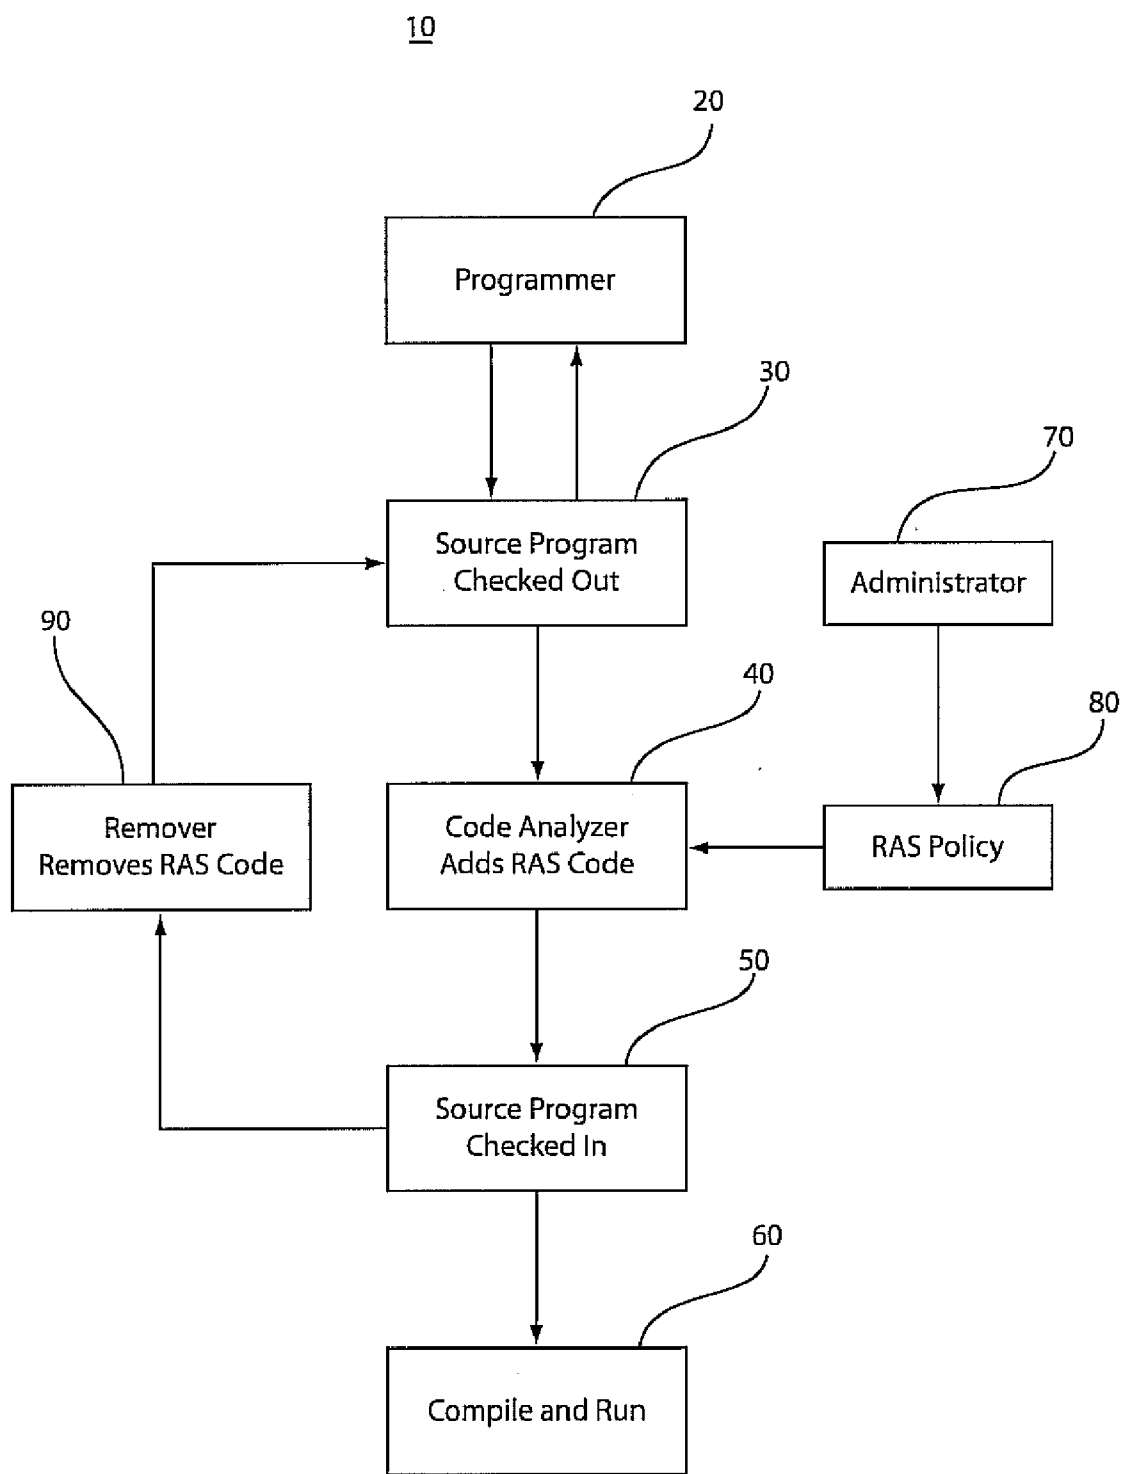 10
20
Programmer
30
Source Program
Checked Out
70
Administrator
90
40
80
Remover
Removes RAS Code
Code Analyzer
Adds RAS Code
RAS Policy
50
Source Program
Checked In
60
Compile and Run